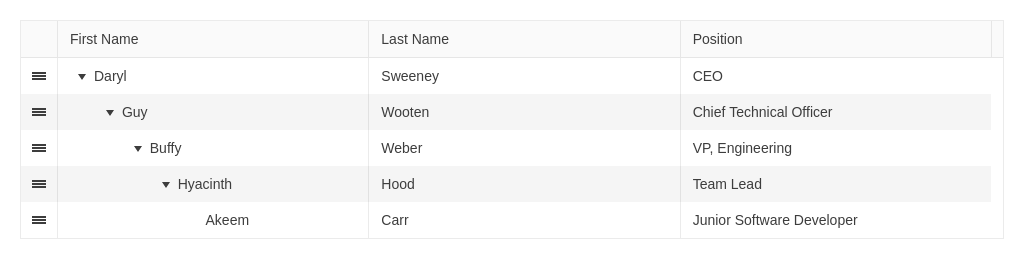 First Name Last Name Position
Daryl Sweeney CEO
Guy Wooten Chief Technical Officer
Buffy Weber VP, Engineering
Hyacinth Hood Team Lead
Akeem Carr Junior Software Developer